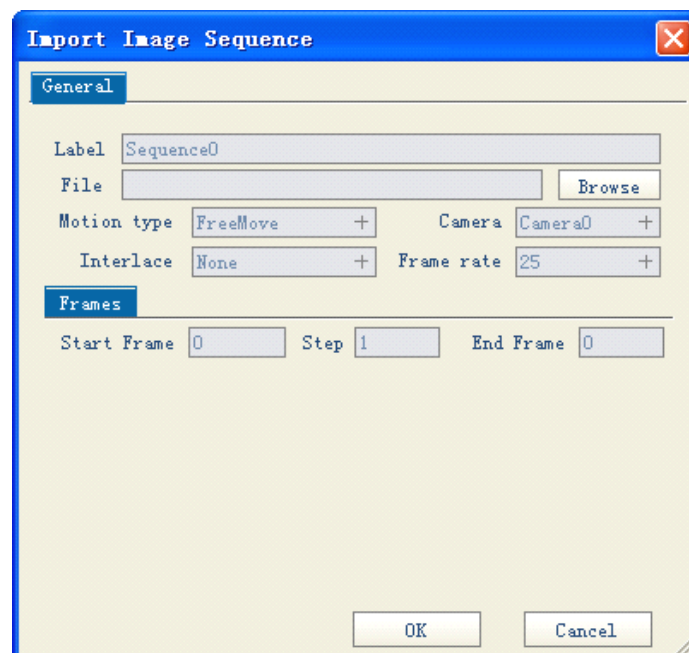 Import Image Sequence
General
Label Sequence0
File Browse
Motion type FreeMove + Camera Camera0 +
Interlace None + Frame rate 25 +
Frames
Start Frame 0 Step 1 End Frame 0
OK Cancel